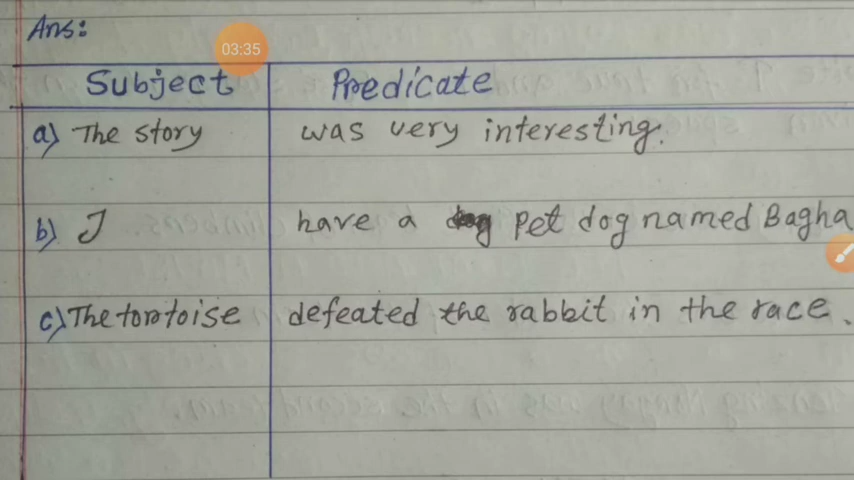 Ans:
03:35
Subject Predicate
a) The story was very interesting.
b) I have a pet dog named Bagha
c) The tortoise defeated the rabbit in the race.